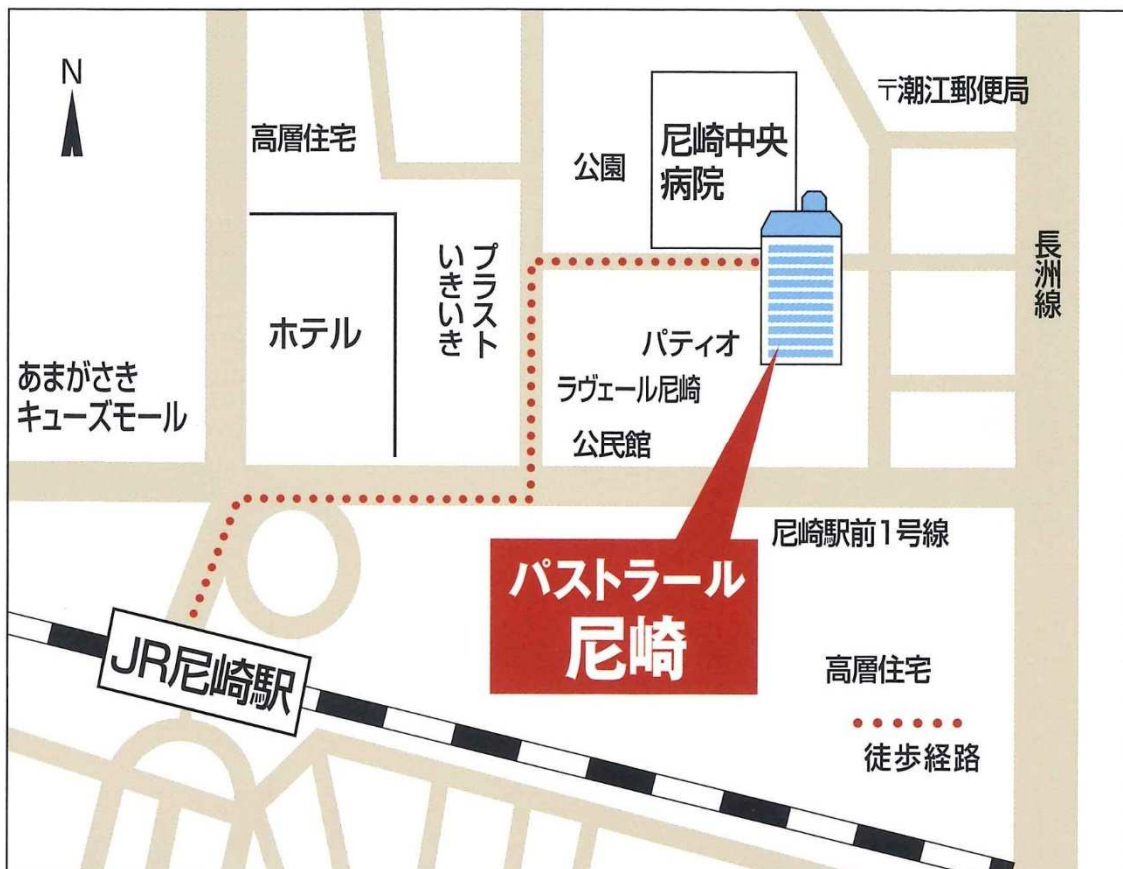 N
〒潮江郵便局
高層住宅
公園
尼崎中央
病院
プラスト
いきいき
長洲線
ホテル
パティオ
あまがさき
キューズモール
ラヴェール尼崎
公民館
尼崎駅前1号線
パストラール
尼崎
JR尼崎駅
高層住宅
徒歩経路